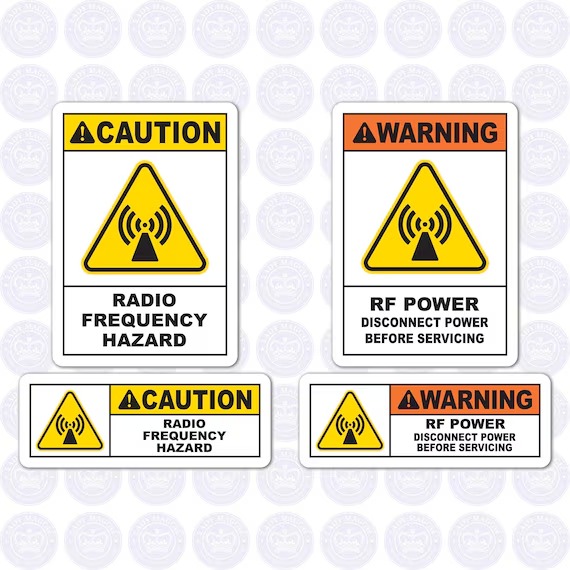 CAUTION
RADIO
FREQUENCY
HAZARD
WARNING
RF POWER
DISCONNECT POWER
BEFORE SERVICING
CAUTION
RADIO
FREQUENCY
HAZARD
WARNING
RF POWER
DISCONNECT POWER
BEFORE SERVICING